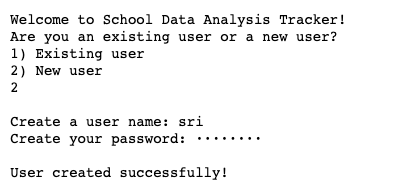 Welcome to School Data Analysis Tracker!
Are you an existing user or a new user?
1) Existing user
2) New user
2
Create a user name: sri
Create your password: ········
User created successfully!